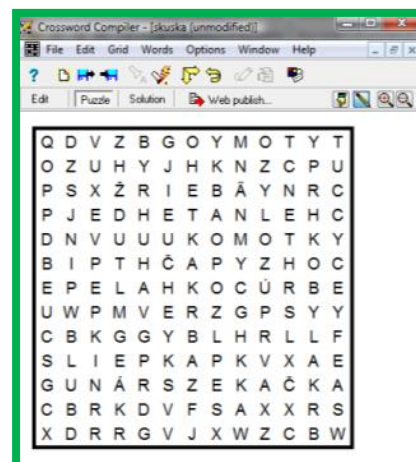 Crossword Compiler - [skuska (unmodified)]
File Edit Grid Words Options Window Help
Edit Puzzle Solution Web publish...
Q D V Z B G O Y M O T Y T
O Z U H Y J H K N Z C P U
P S X Ž R I E B Ä Y N R C
P J E D H E T A N L E H C
D N V U U U K O M O T K Y
B I P T H Č A P Y Z H O C
E P E L A H K O C Ú R B E
U W P M V E R Z G P S Y Y
C B K G G Y B L H R L L F
S L I E P K A P K V X A E
G U N Á R S Z E K A Č K A
C B R K D V F S A X X R S
X D R R G V J X W Z C B W